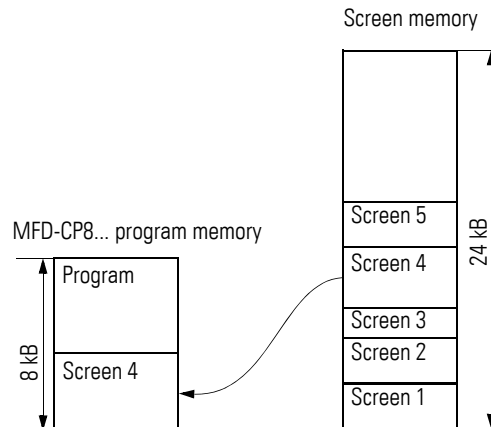 Screen memory
Screen 5
Screen 4
Screen 3
Screen 2
Screen 1
24 kB
MFD-CP8... program memory
Program
Screen 4
8 kB